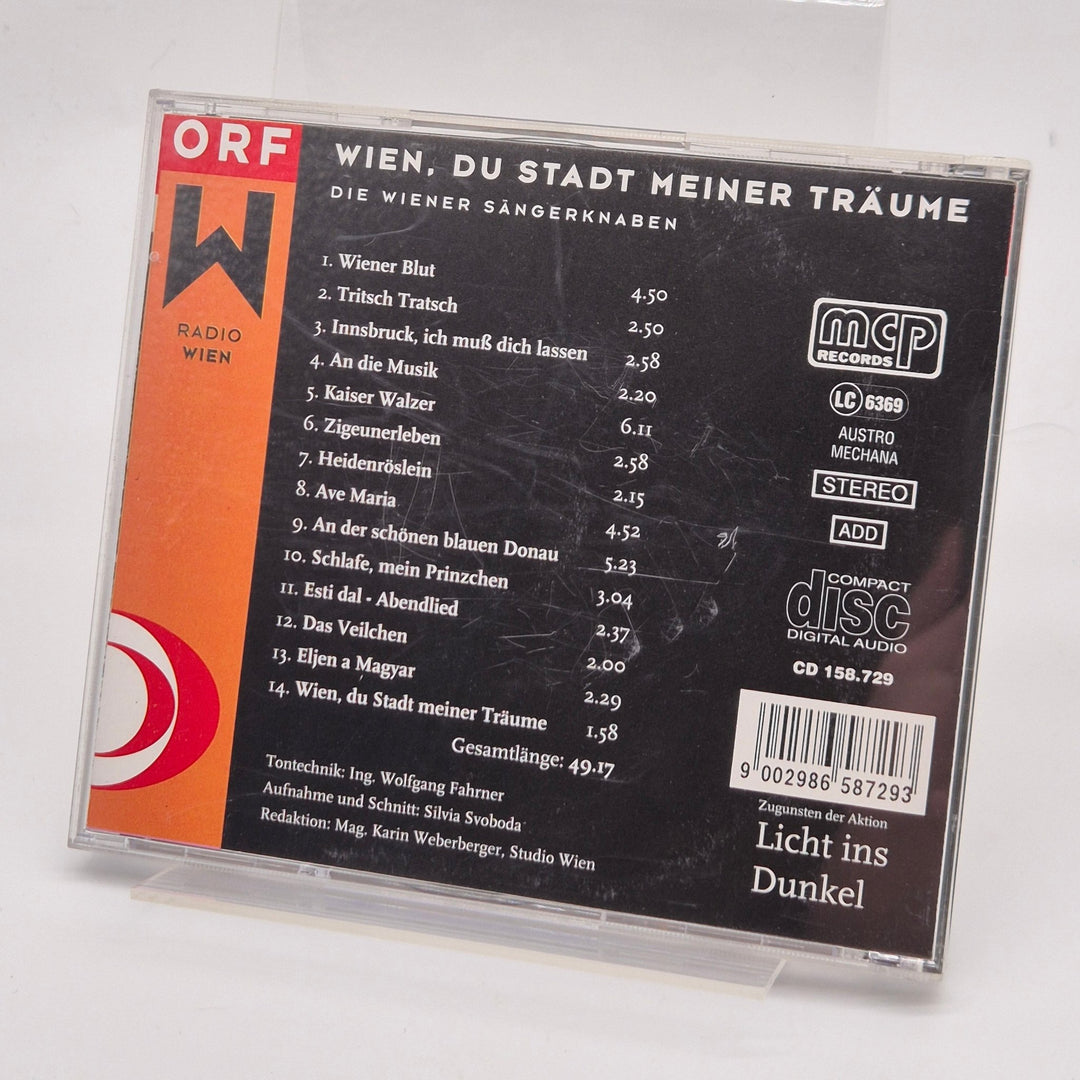 ORF
WIEN, DU STADT MEINER TRÄUME
DIE WIENER SÄNGERKNABEN
W
RADIO
WIEN
1. Wiener Blut 4.50
2. Tritsch Tratsch 2.50
3. Innsbruck, ich muß dich lassen 2.58
4. An die Musik 2.20
5. Kaiser Walzer 6.11
6. Zigeunerleben 2.58
7. Heidenröslein 2.15
8. Ave Maria 4.52
9. An der schönen blauen Donau 5.23
10. Schlafe, mein Prinzchen 3.04
11. Esti dal - Abendlied 2.37
12. Das Veilchen 2.00
13. Eljen a Magyar 2.29
14. Wien, du Stadt meiner Träume 1.58
Gesamtlänge: 49.17
Tontechnik: Ing. Wolfgang Fahrner
Aufnahme und Schnitt: Silvia Svoboda
Redaktion: Mag. Karin Weberberger, Studio Wien
mcp
RECORDS
LC 6369
AUSTRO
MECHANA
STEREO
ADD
COMPACT
disc
DIGITAL AUDIO
CD 158.729
9 002986 587293
Zugunsten der Aktion
Licht ins
Dunkel